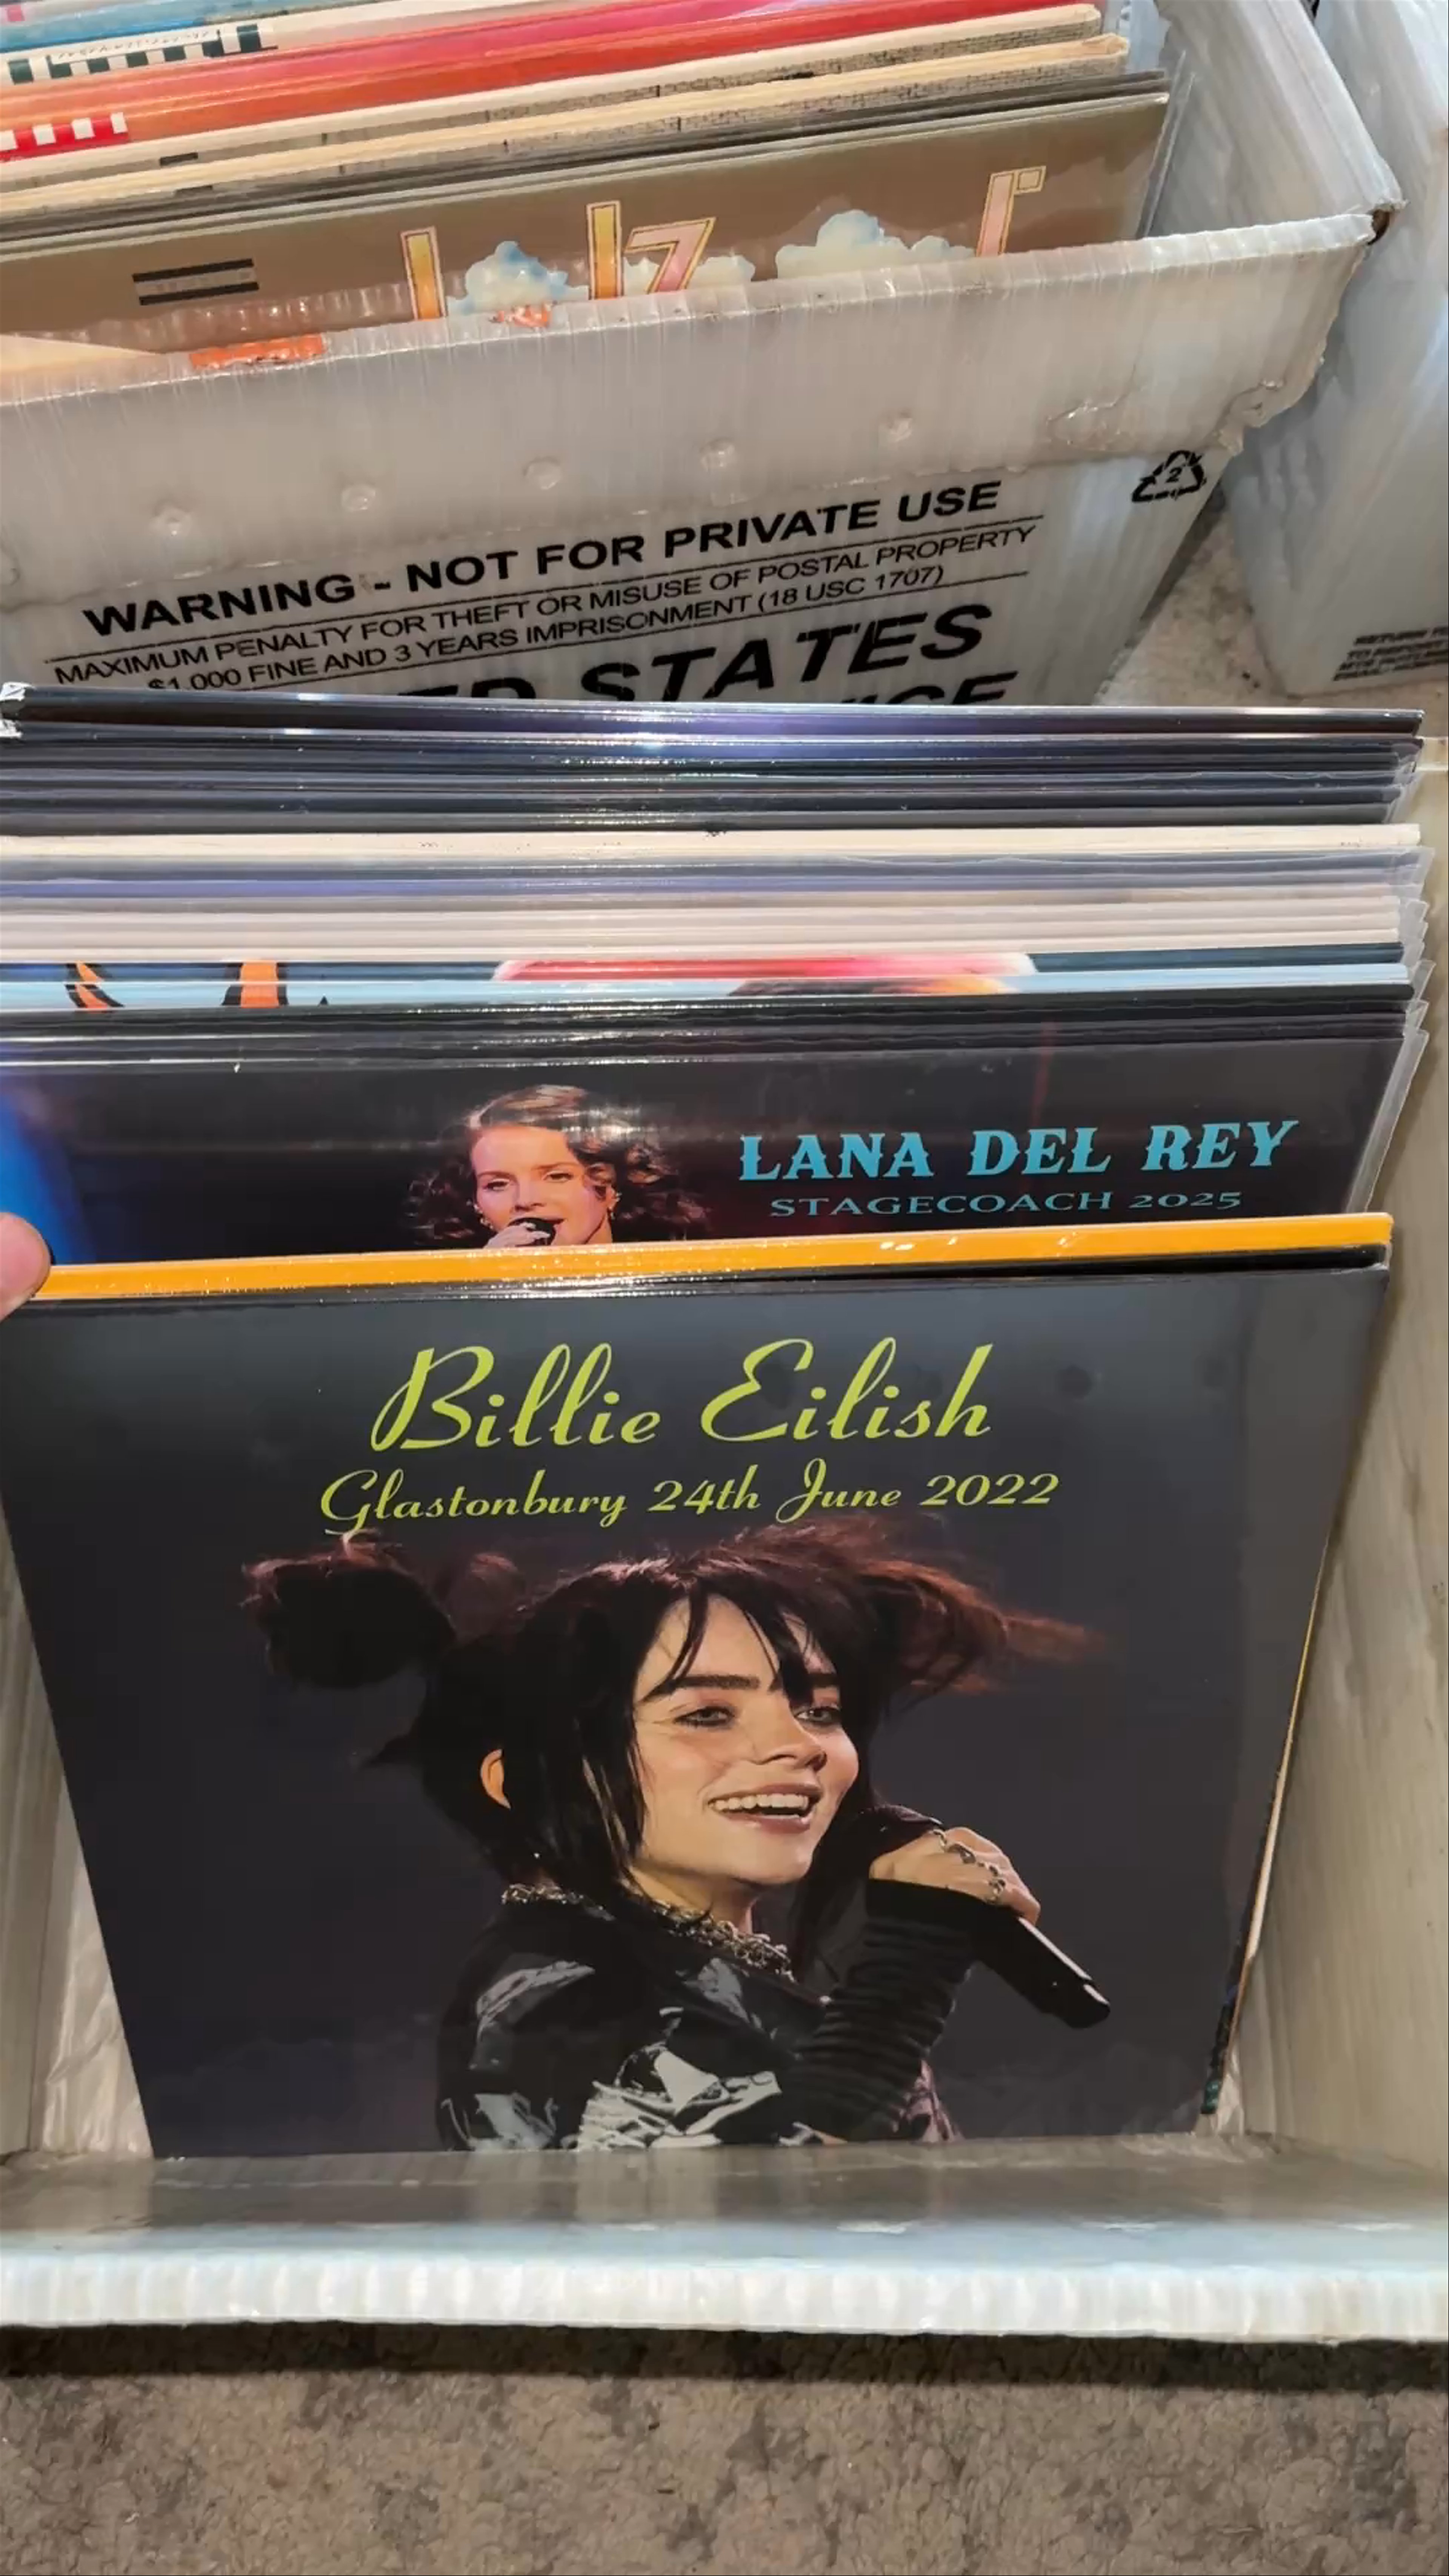 WARNING - NOT FOR PRIVATE USE
MAXIMUM PENALTY FOR THEFT OR MISUSE OF POSTAL PROPERTY
$1,000 FINE AND 3 YEARS IMPRISONMENT (18 USC 1707)
STATES
2
LANA DEL REY
STAGECOACH 2025
Billie Eilish
Glastonbury 24th June 2022